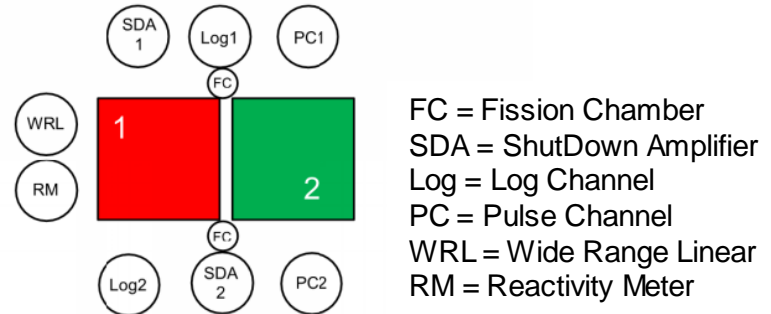 SDA
1
Log1
PC1
FC
WRL
1
RM
2
FC
Log2
SDA
2
PC2
FC = Fission Chamber
SDA = ShutDown Amplifier
Log = Log Channel
PC = Pulse Channel
WRL = Wide Range Linear
RM = Reactivity Meter